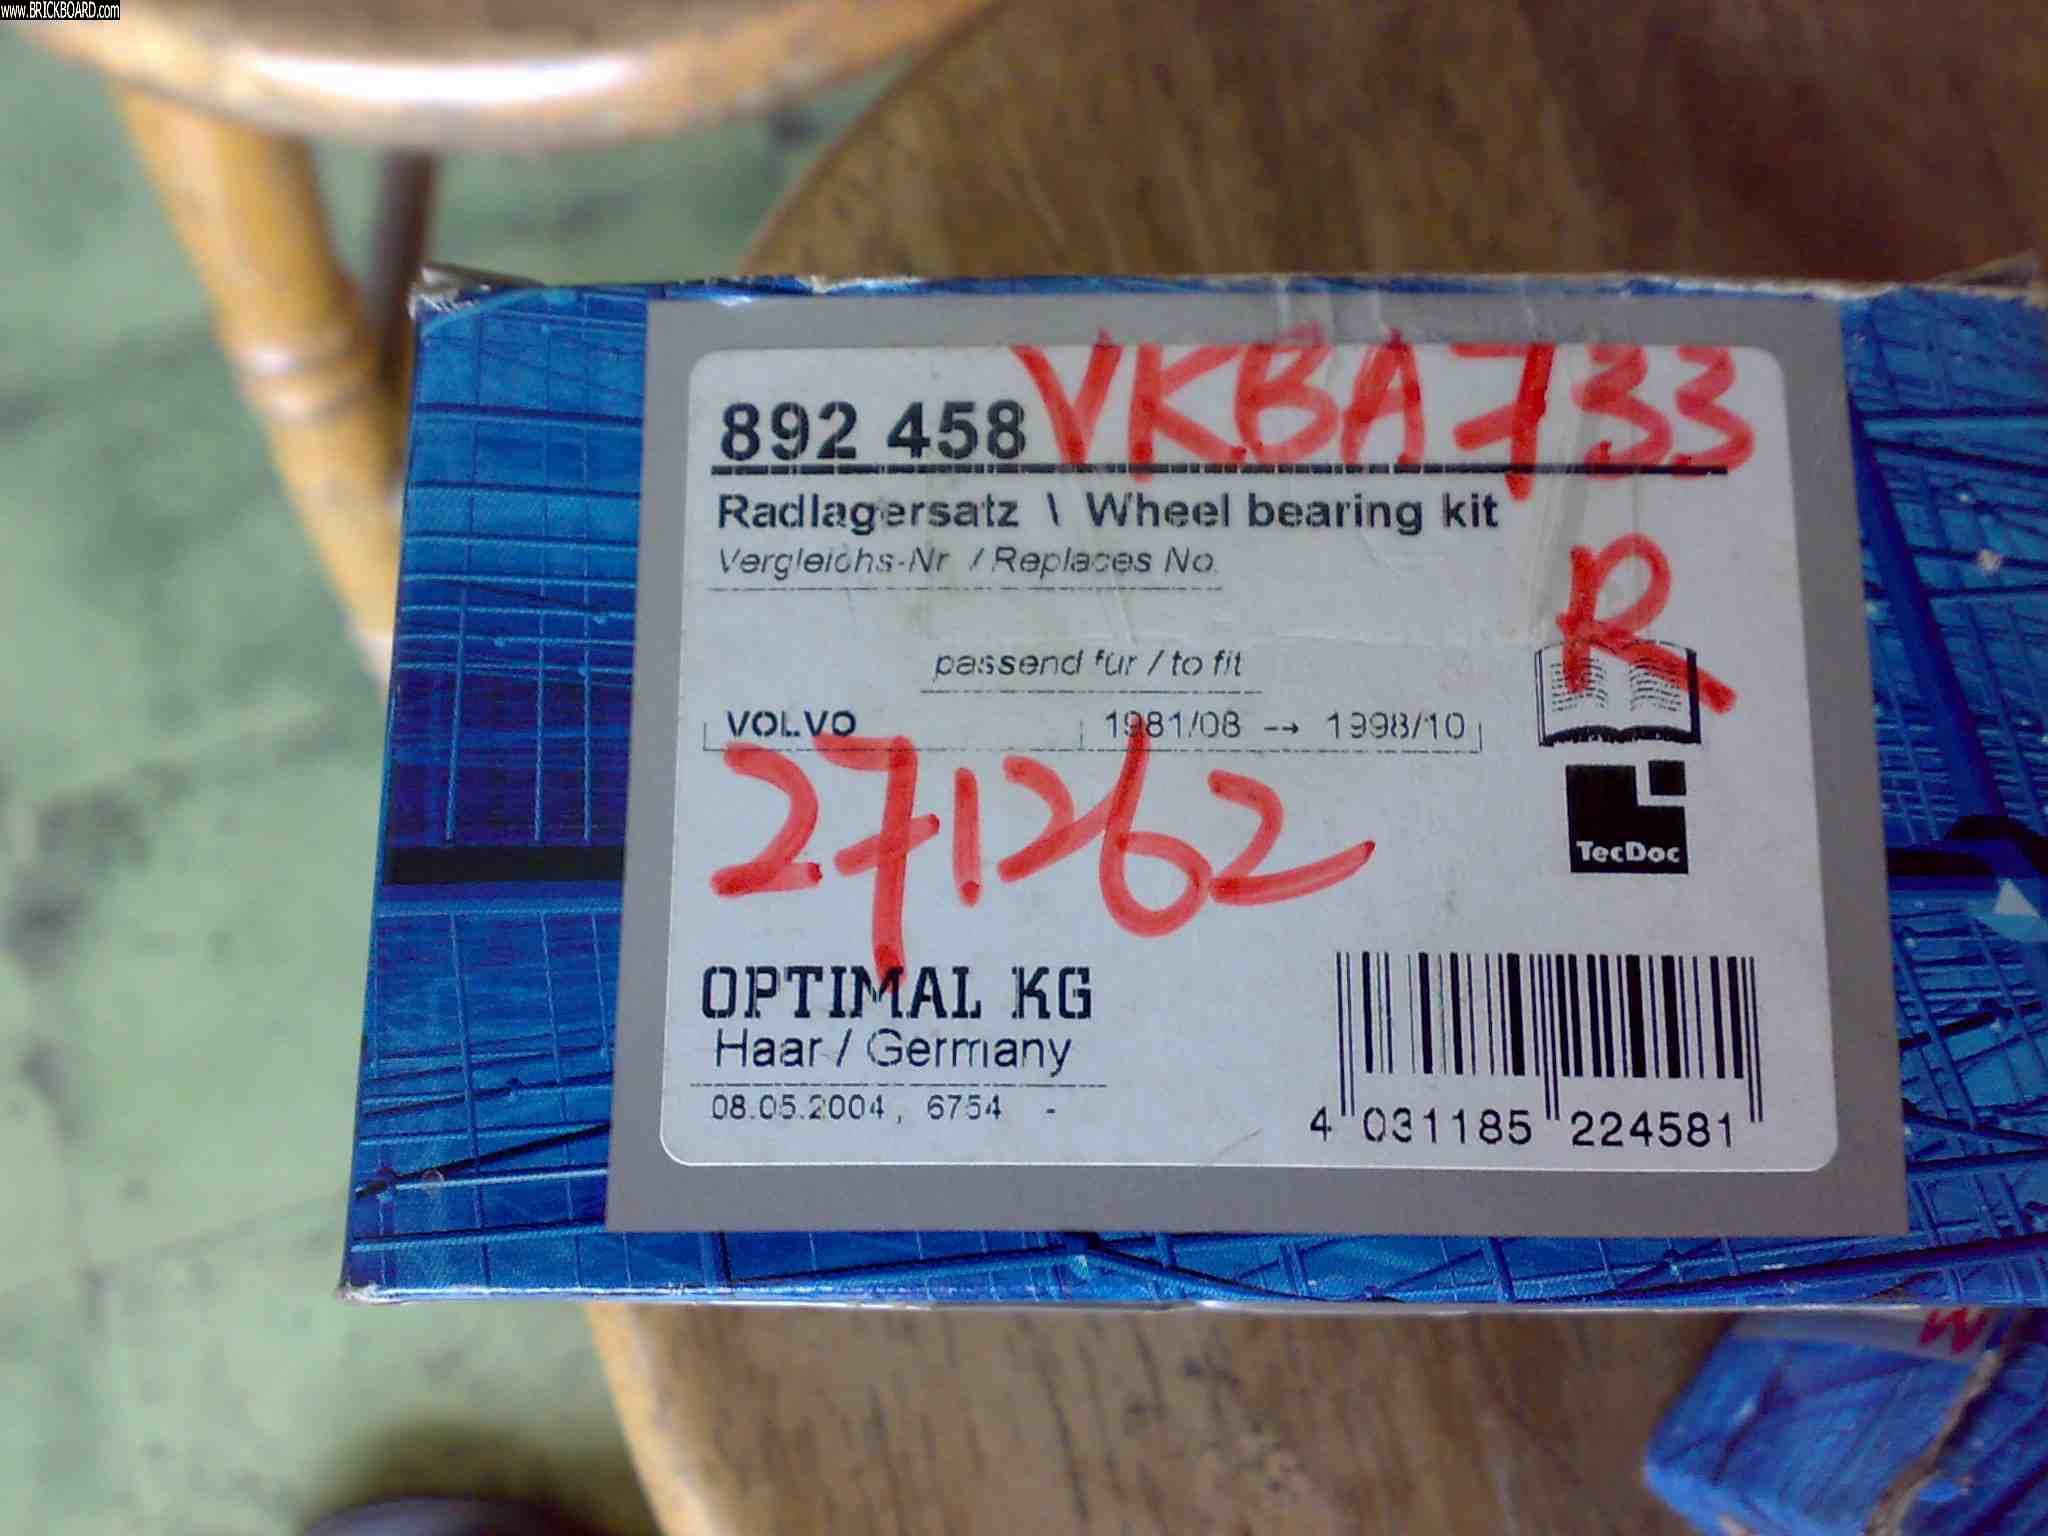 www.BRICKBOARD.com
892 458 VKBA733
Radlagersatz \ Wheel bearing kit
Vergleichs-Nr / Replaces No.
R
passend für / to fit
VOLVO 1981/08 → 1998/10
271262
TecDoc
OPTIMAL KG
Haar / Germany
08.05.2004, 6754 -
4 031185 224581